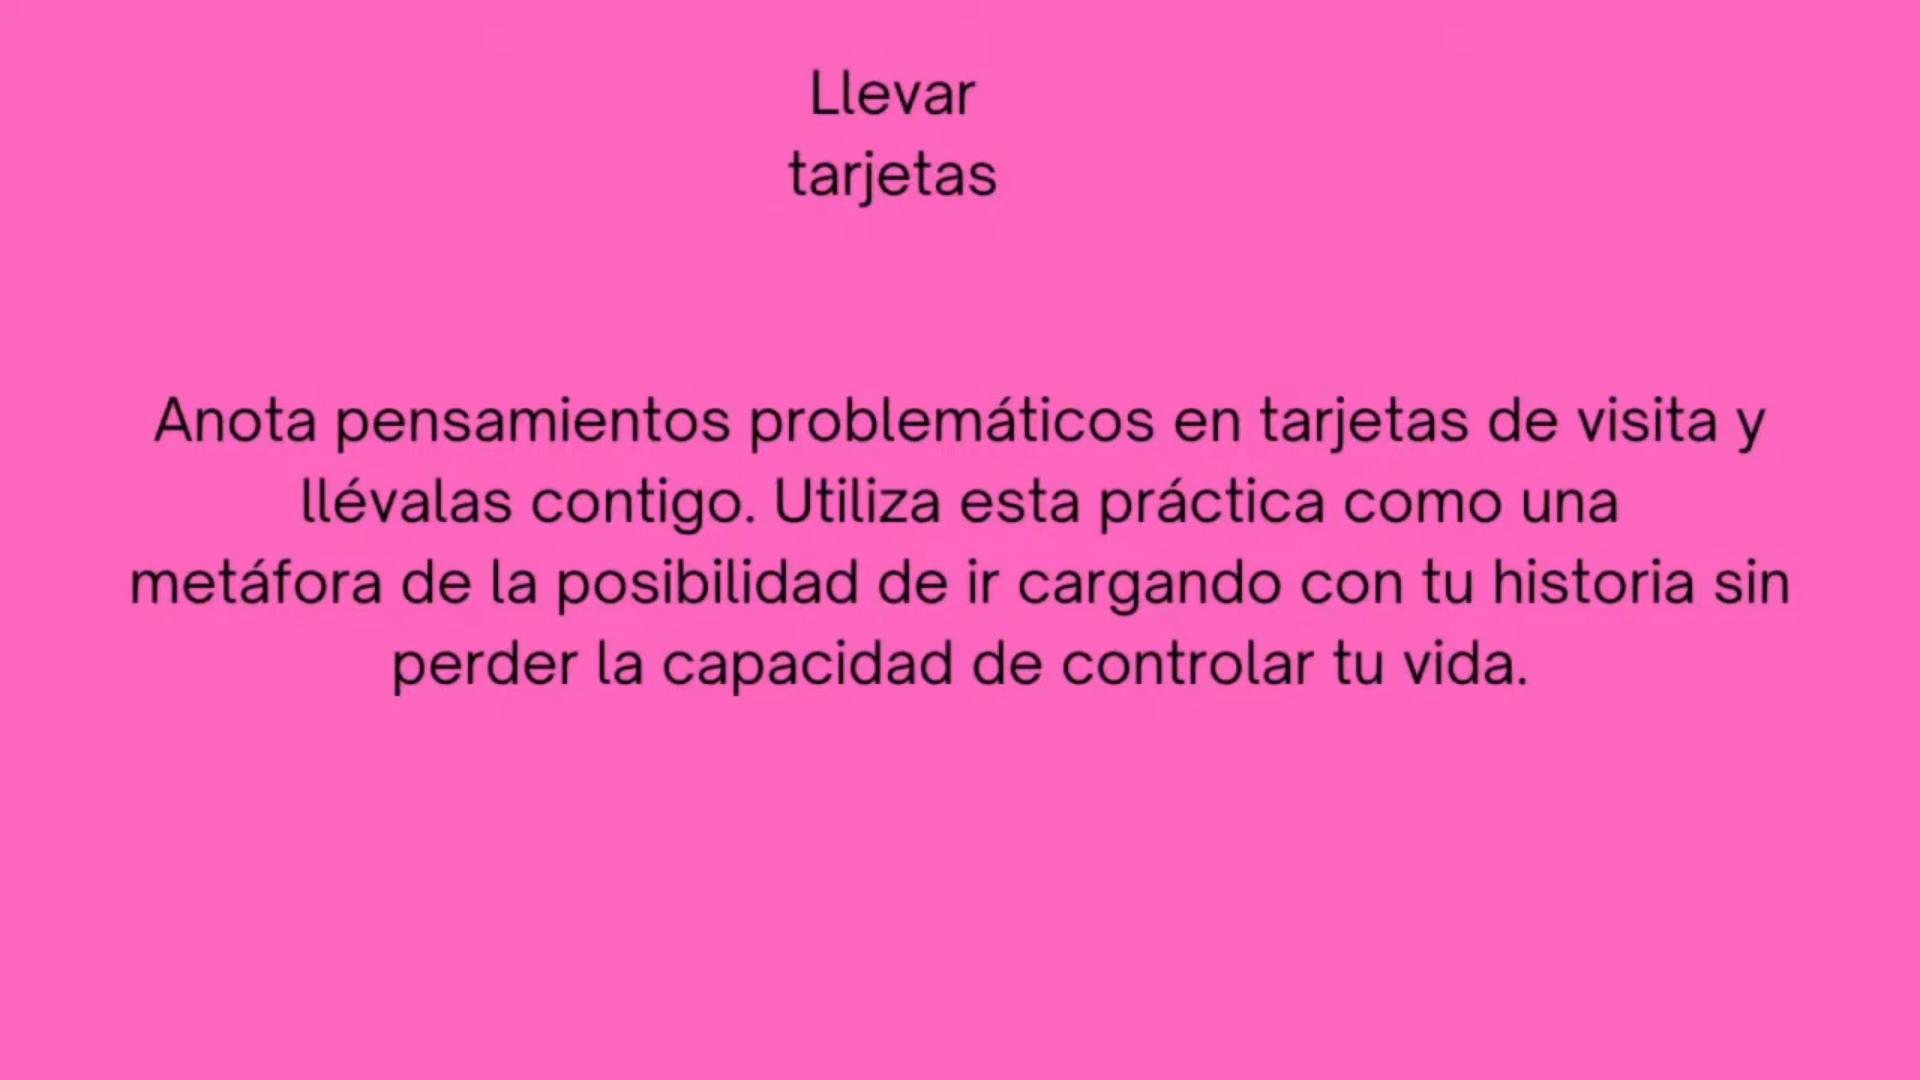 Llevar
tarjetas
Anota pensamientos problemáticos en tarjetas de visita y
llévalas contigo. Utiliza esta práctica como una
metáfora de la posibilidad de ir cargando con tu historia sin
perder la capacidad de controlar tu vida.